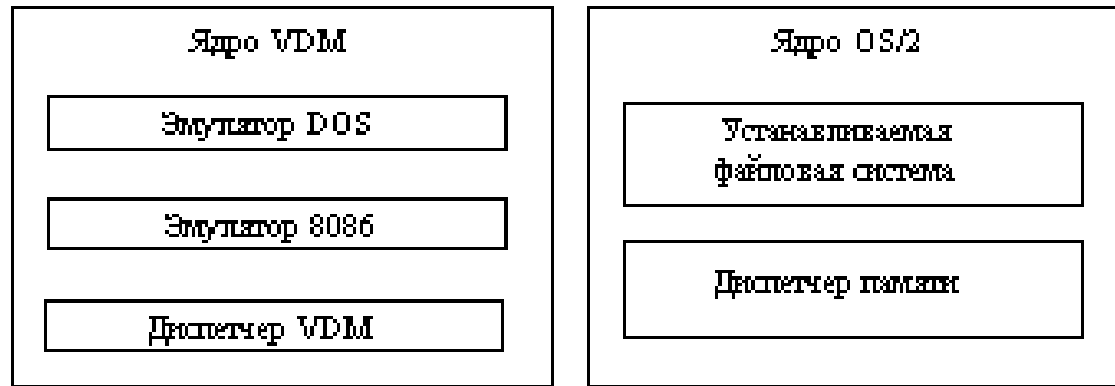 Ядро VDM
Эмулятор DOS
Эмулятор 8086
Диспетчер VDM
Ядро OS/2
Устанавливаемая
файловая система
Диспетчер памяти